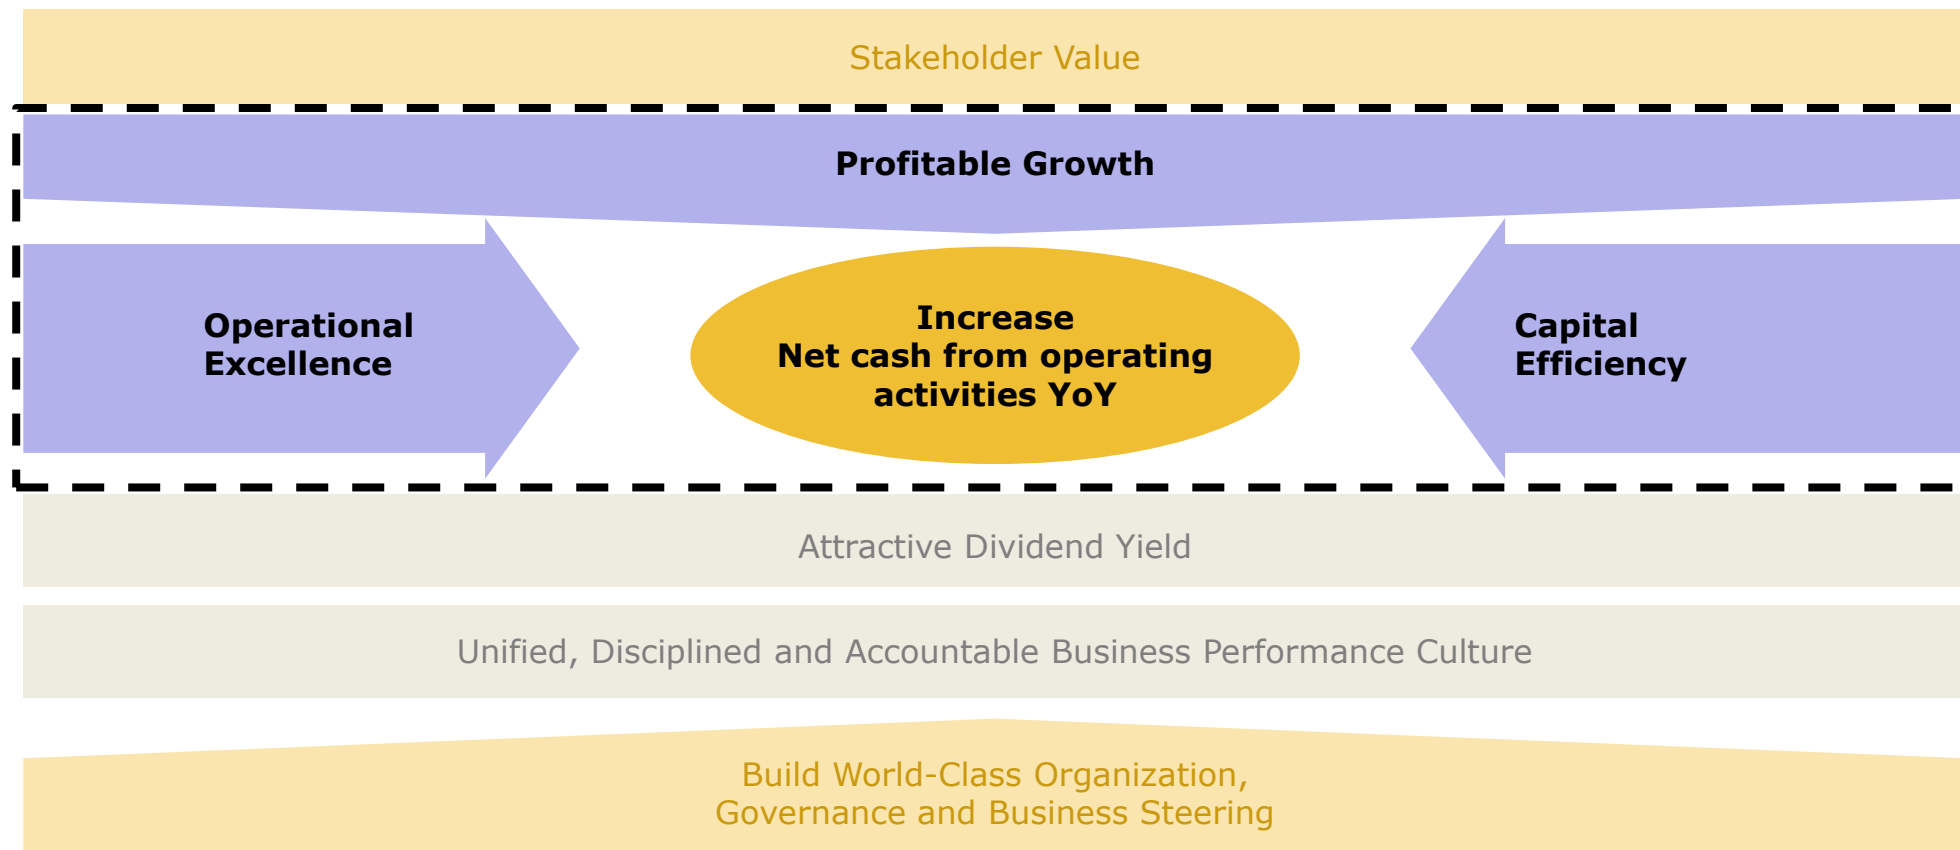 Stakeholder Value
Profitable Growth
Operational
Excellence
Increase
Net cash from operating
activities YoY
Capital
Efficiency
Attractive Dividend Yield
Unified, Disciplined and Accountable Business Performance Culture
Build World-Class Organization,
Governance and Business Steering